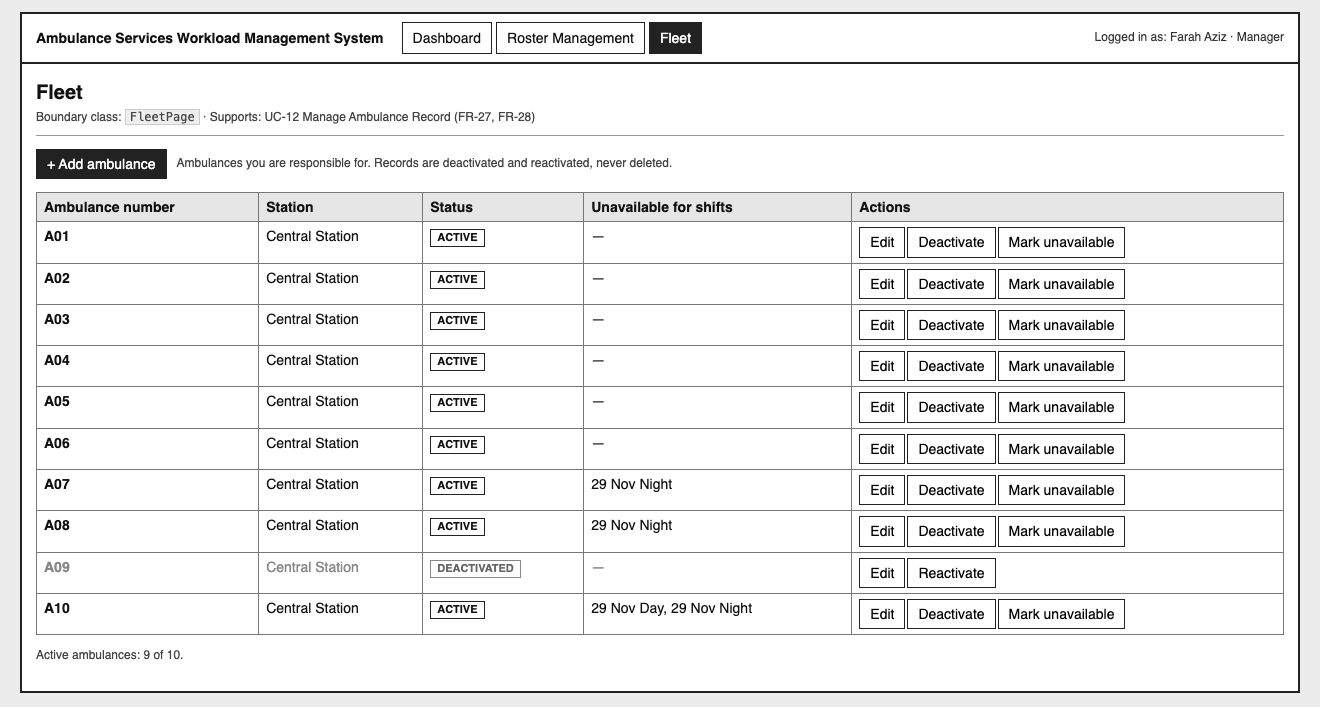 Ambulance Services Workload Management System Dashboard Roster Management Fleet Logged in as: Farah Aziz · Manager
Fleet
Boundary class: FleetPage · Supports: UC-12 Manage Ambulance Record (FR-27, FR-28)
+ Add ambulance Ambulances you are responsible for. Records are deactivated and reactivated, never deleted.
Ambulance number Station Status Unavailable for shifts Actions
A01 Central Station ACTIVE — Edit Deactivate Mark unavailable
A02 Central Station ACTIVE — Edit Deactivate Mark unavailable
A03 Central Station ACTIVE — Edit Deactivate Mark unavailable
A04 Central Station ACTIVE — Edit Deactivate Mark unavailable
A05 Central Station ACTIVE — Edit Deactivate Mark unavailable
A06 Central Station ACTIVE — Edit Deactivate Mark unavailable
A07 Central Station ACTIVE 29 Nov Night Edit Deactivate Mark unavailable
A08 Central Station ACTIVE 29 Nov Night Edit Deactivate Mark unavailable
A09 Central Station DEACTIVATED — Edit Reactivate
A10 Central Station ACTIVE 29 Nov Day, 29 Nov Night Edit Deactivate Mark unavailable
Active ambulances: 9 of 10.